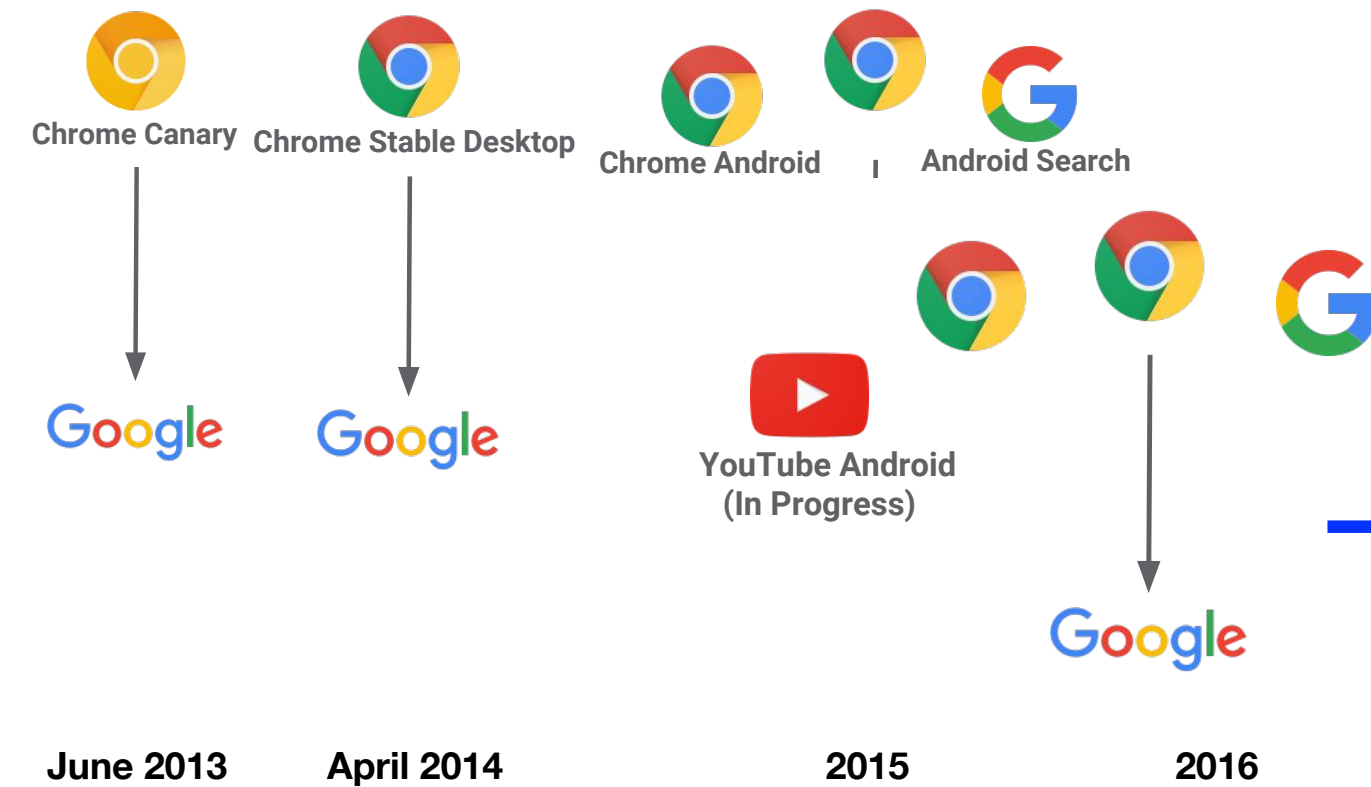 Chrome Canary
Chrome Stable Desktop
Chrome Android
Android Search
Google
Google
YouTube Android
(In Progress)
Google
June 2013
April 2014
2015
2016